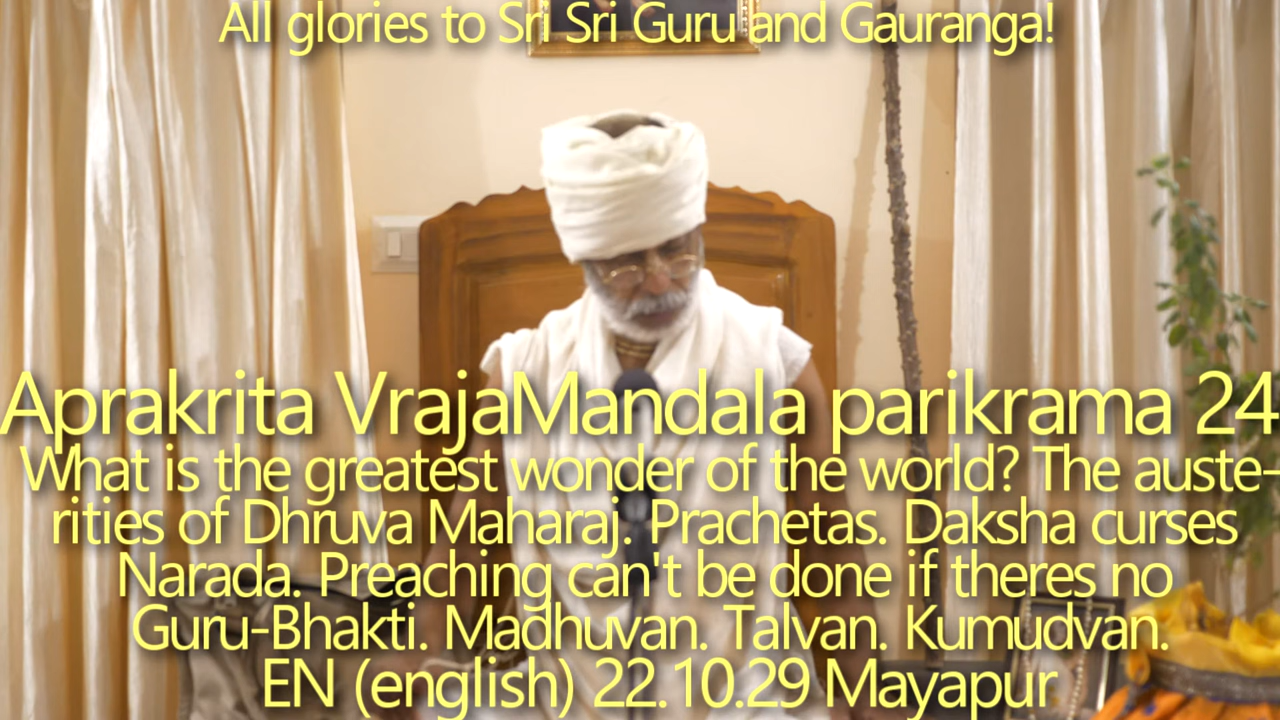 All glories to Sri Sri Guru and Gauranga!
Aprakrita VrajaMandala parikrama 24
What is the greatest wonder of the world? The auste-
rities of Dhruva Maharaj. Prachetas. Daksha curses
Narada. Preaching can't be done if theres no
Guru-Bhakti. Madhuvan. Talvan. Kumudvan.
EN (english) 22.10.29 Mayapur